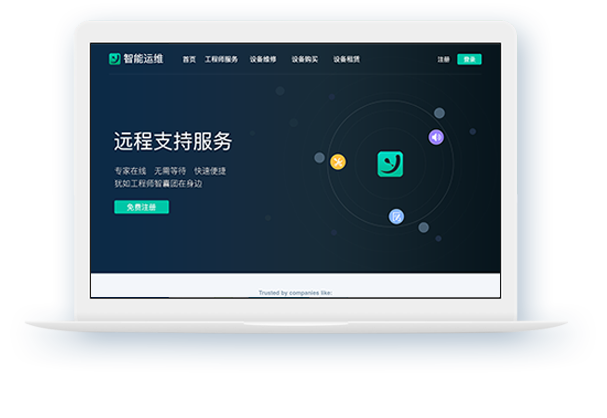 智能运维 首页 工程师服务 设备维修 设备购买 设备租赁 注册 登录
远程支持服务
专家在线 无需等待 快速便捷
犹如工程师智囊团在身边
免费注册
Trusted by companies like: